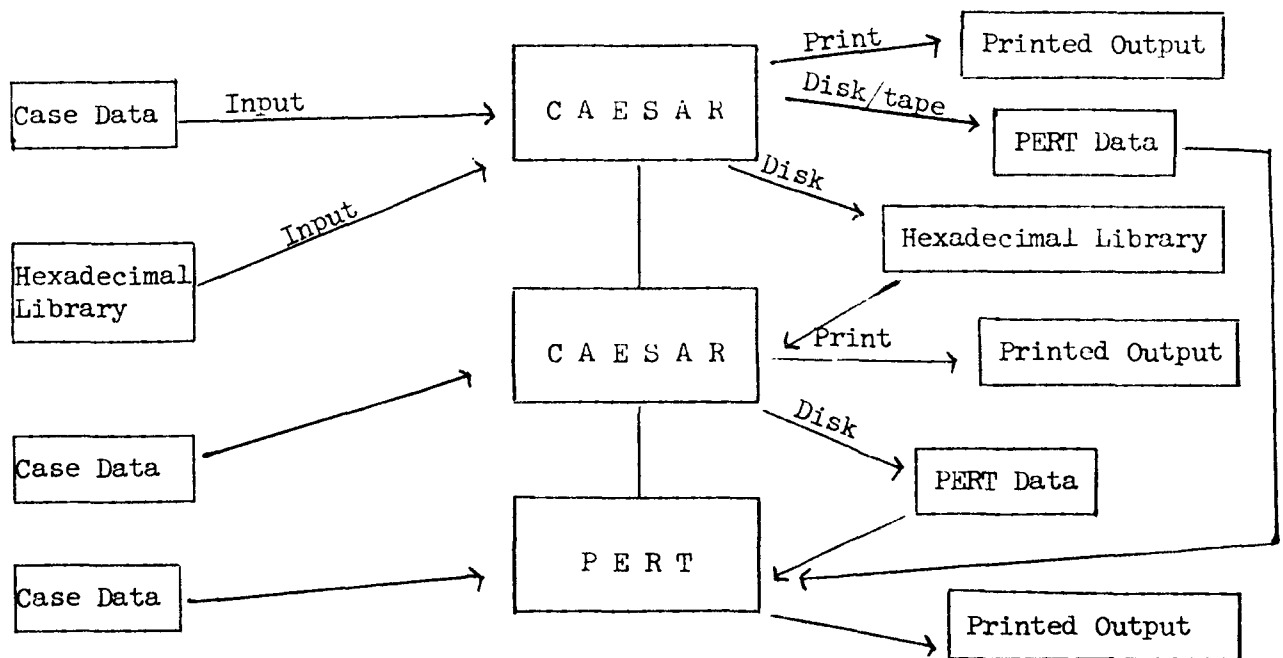 Print
Printed Output
Case Data
Input
C A E S A R
Disk/tape
PERT Data
Disk
Input
Hexadecimal Library
Hexadecimal
Library
C A E S A R
Print
Printed Output
Case Data
Disk
PERT Data
P E R T
Case Data
Printed Output